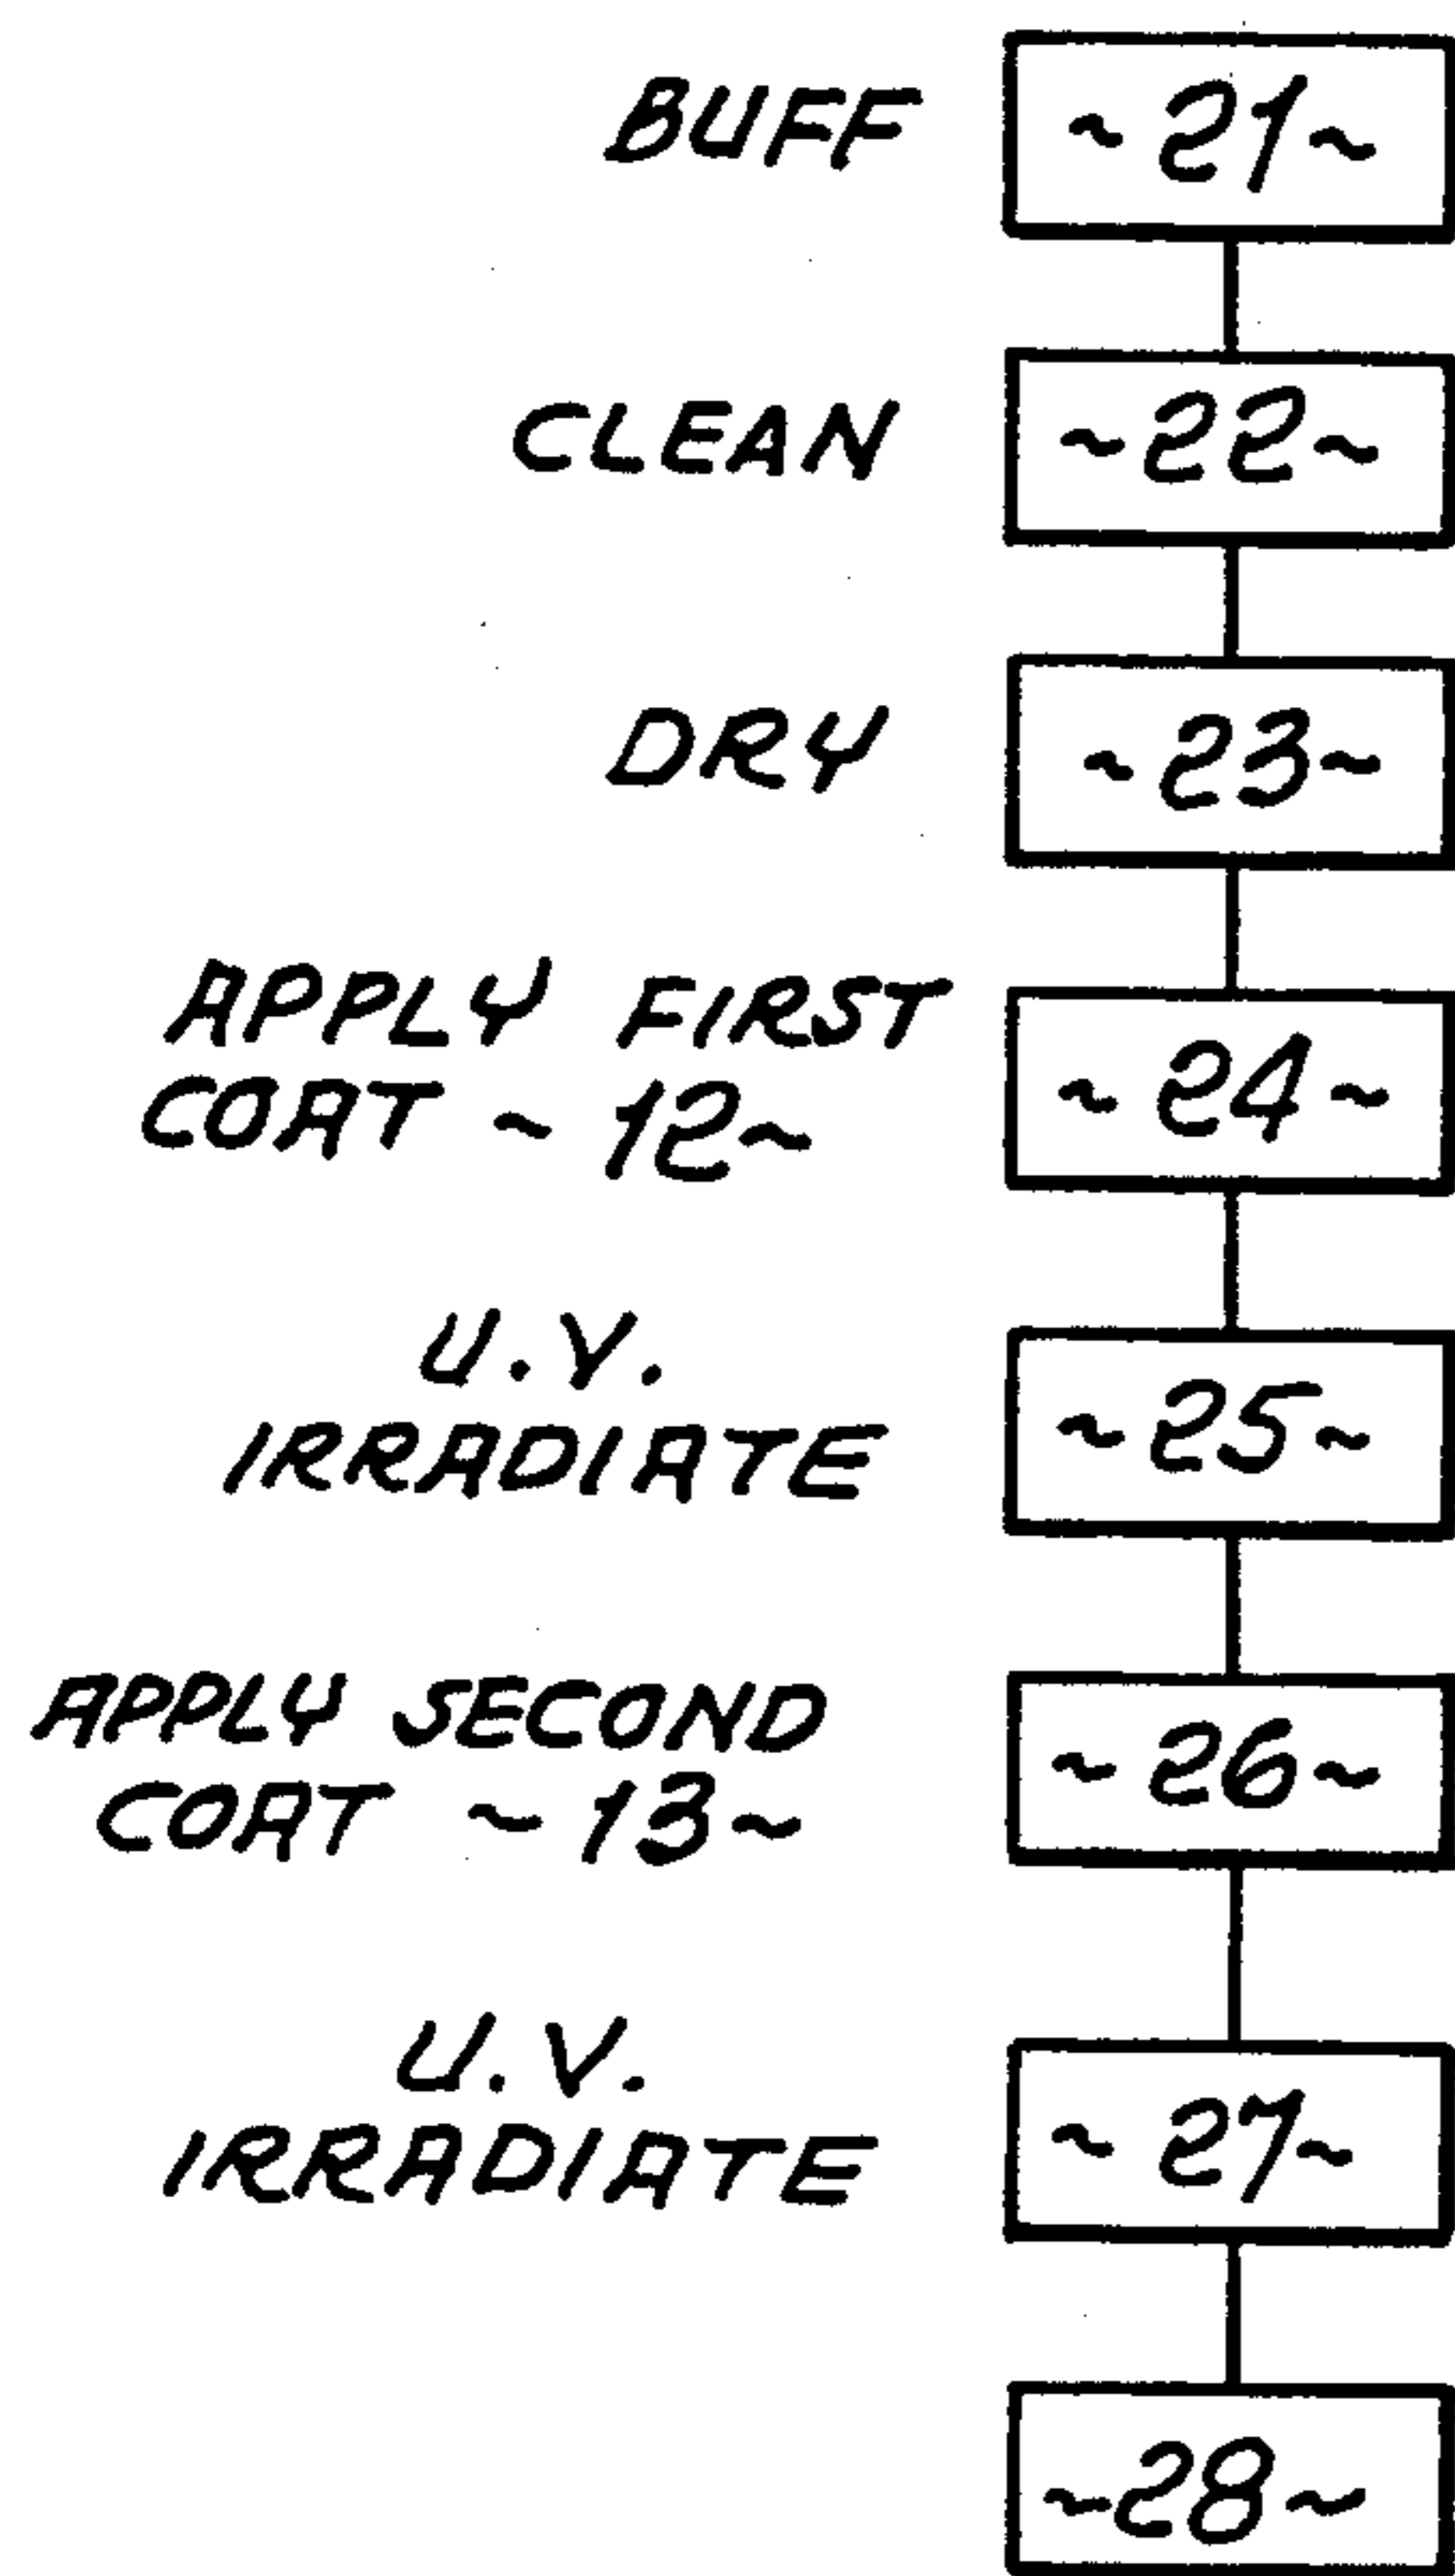 BUFF ~21~
CLEAN ~22~
DRY ~23~
APPLY FIRST
COAT ~12~
~24~
U.V.
IRRADIATE
~25~
APPLY SECOND
COAT ~13~
~26~
U.V.
IRRADIATE
~27~
~28~